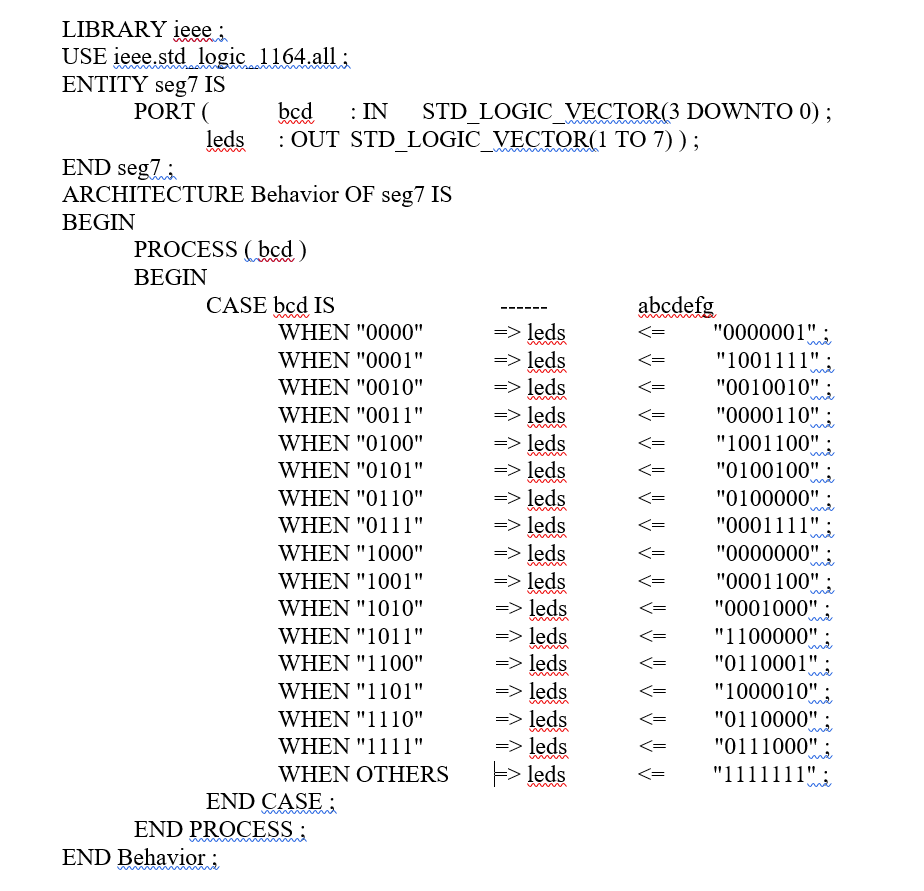 LIBRARY ieee ;
USE ieee.std_logic_1164.all ;
ENTITY seg7 IS
PORT ( bcd : IN STD_LOGIC_VECTOR(3 DOWNTO 0) ;
leds : OUT STD_LOGIC_VECTOR(1 TO 7) ) ;
END seg7 ;
ARCHITECTURE Behavior OF seg7 IS
BEGIN
PROCESS ( bcd )
BEGIN
CASE bcd IS ------ abcdefg
WHEN "0000" => leds <= "0000001" ;
WHEN "0001" => leds <= "1001111" ;
WHEN "0010" => leds <= "0010010" ;
WHEN "0011" => leds <= "0000110" ;
WHEN "0100" => leds <= "1001100" ;
WHEN "0101" => leds <= "0100100" ;
WHEN "0110" => leds <= "0100000" ;
WHEN "0111" => leds <= "0001111" ;
WHEN "1000" => leds <= "0000000" ;
WHEN "1001" => leds <= "0001100" ;
WHEN "1010" => leds <= "0001000" ;
WHEN "1011" => leds <= "1100000" ;
WHEN "1100" => leds <= "0110001" ;
WHEN "1101" => leds <= "1000010" ;
WHEN "1110" => leds <= "0110000" ;
WHEN "1111" => leds <= "0111000" ;
WHEN OTHERS => leds <= "1111111" ;
END CASE ;
END PROCESS ;
END Behavior ;